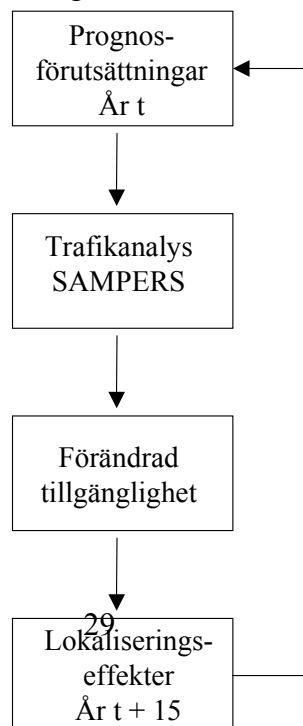 Prognos-
förutsättningar
År t
Trafikanalys
SAMPERS
Förändrad
tillgänglighet
29
Lokaliserings-
effekter
År t + 15